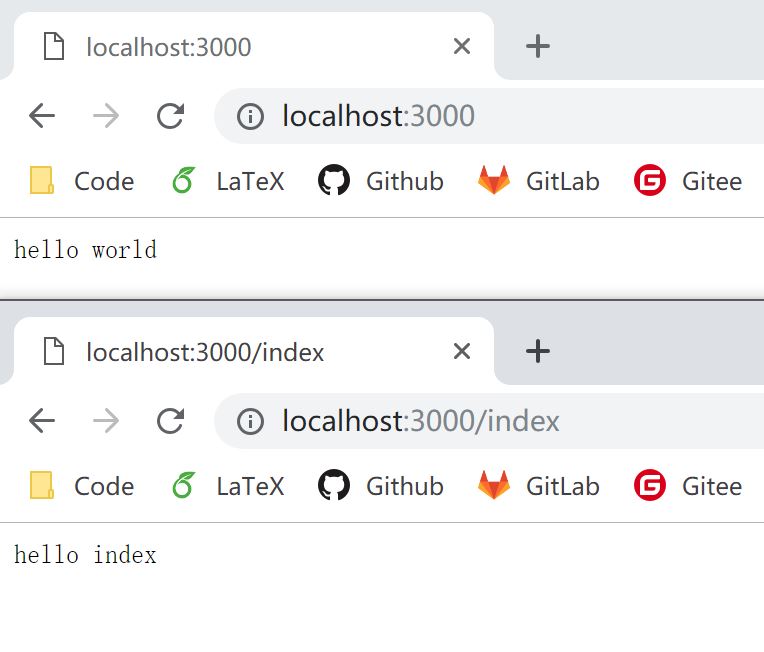 localhost:3000
localhost:3000
Code LaTeX Github GitLab Gitee
hello world
localhost:3000/index
localhost:3000/index
Code LaTeX Github GitLab Gitee
hello index